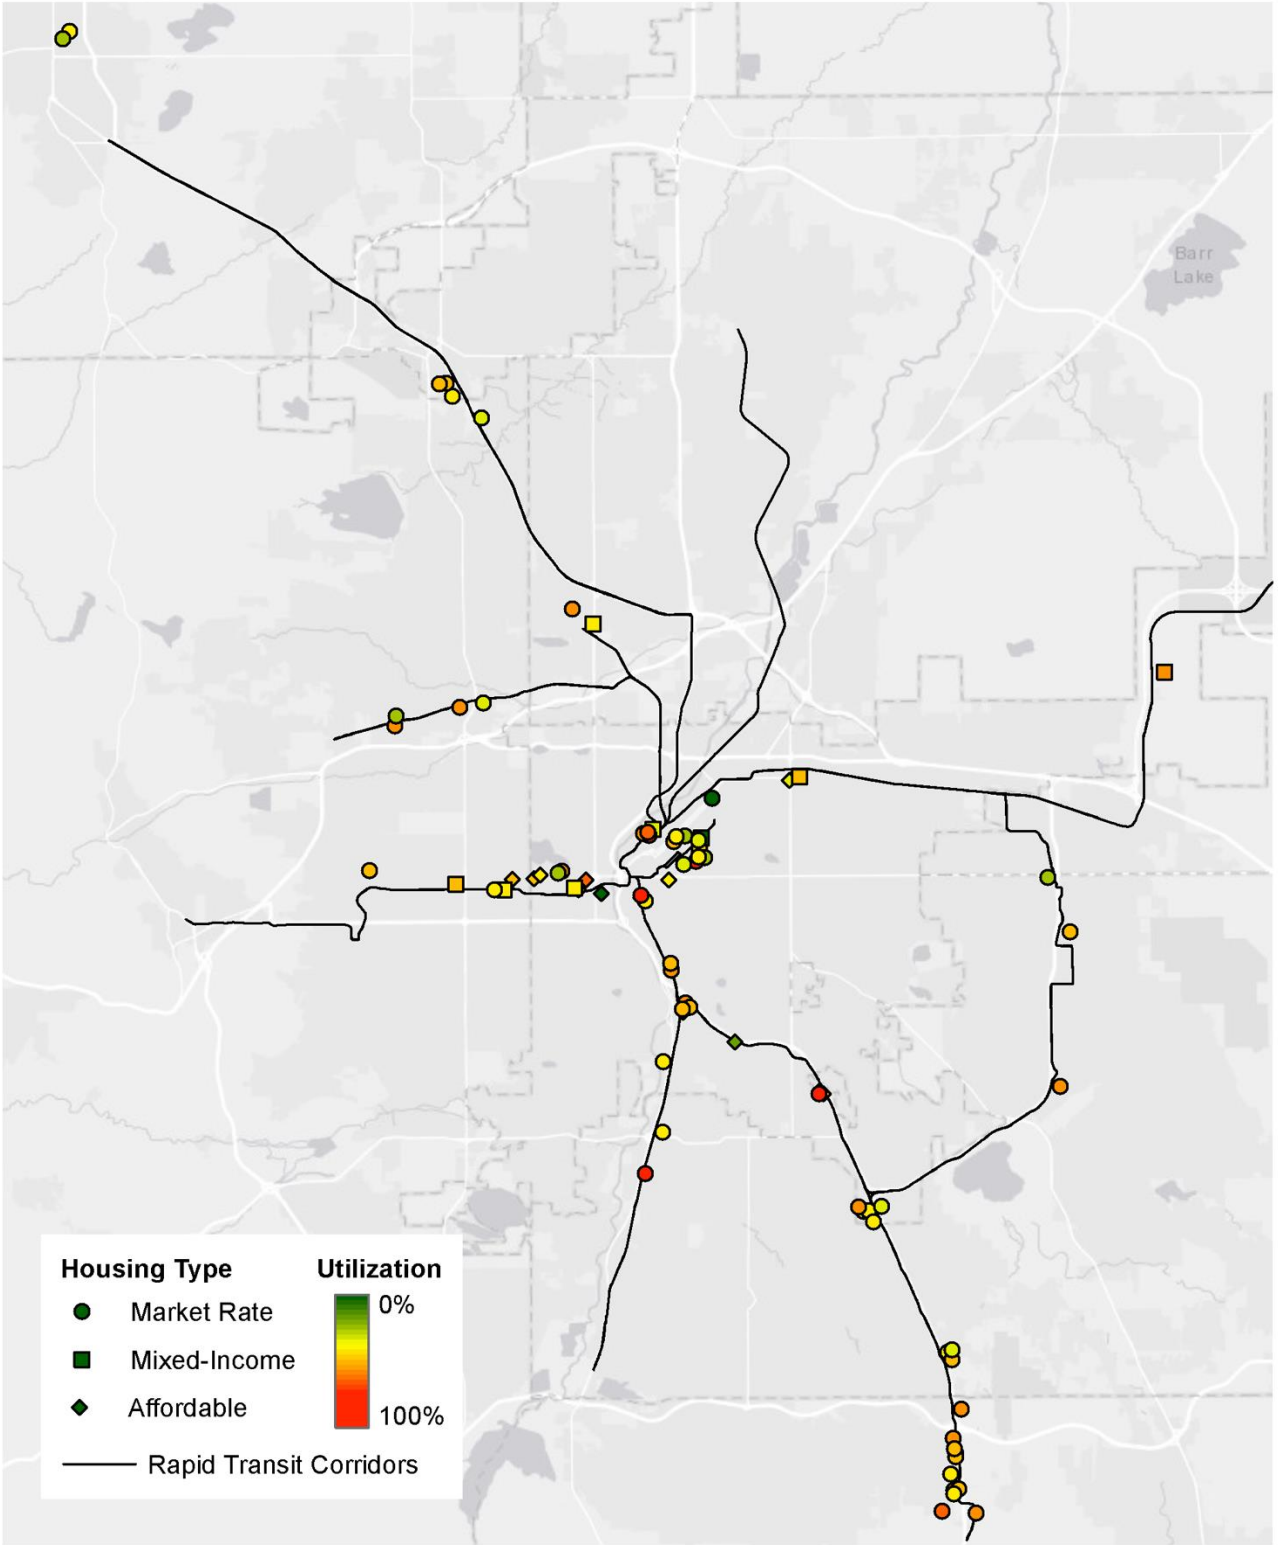 Barr
Lake
Housing Type
Utilization
Market Rate
0%
Mixed-Income
Affordable
100%
Rapid Transit Corridors